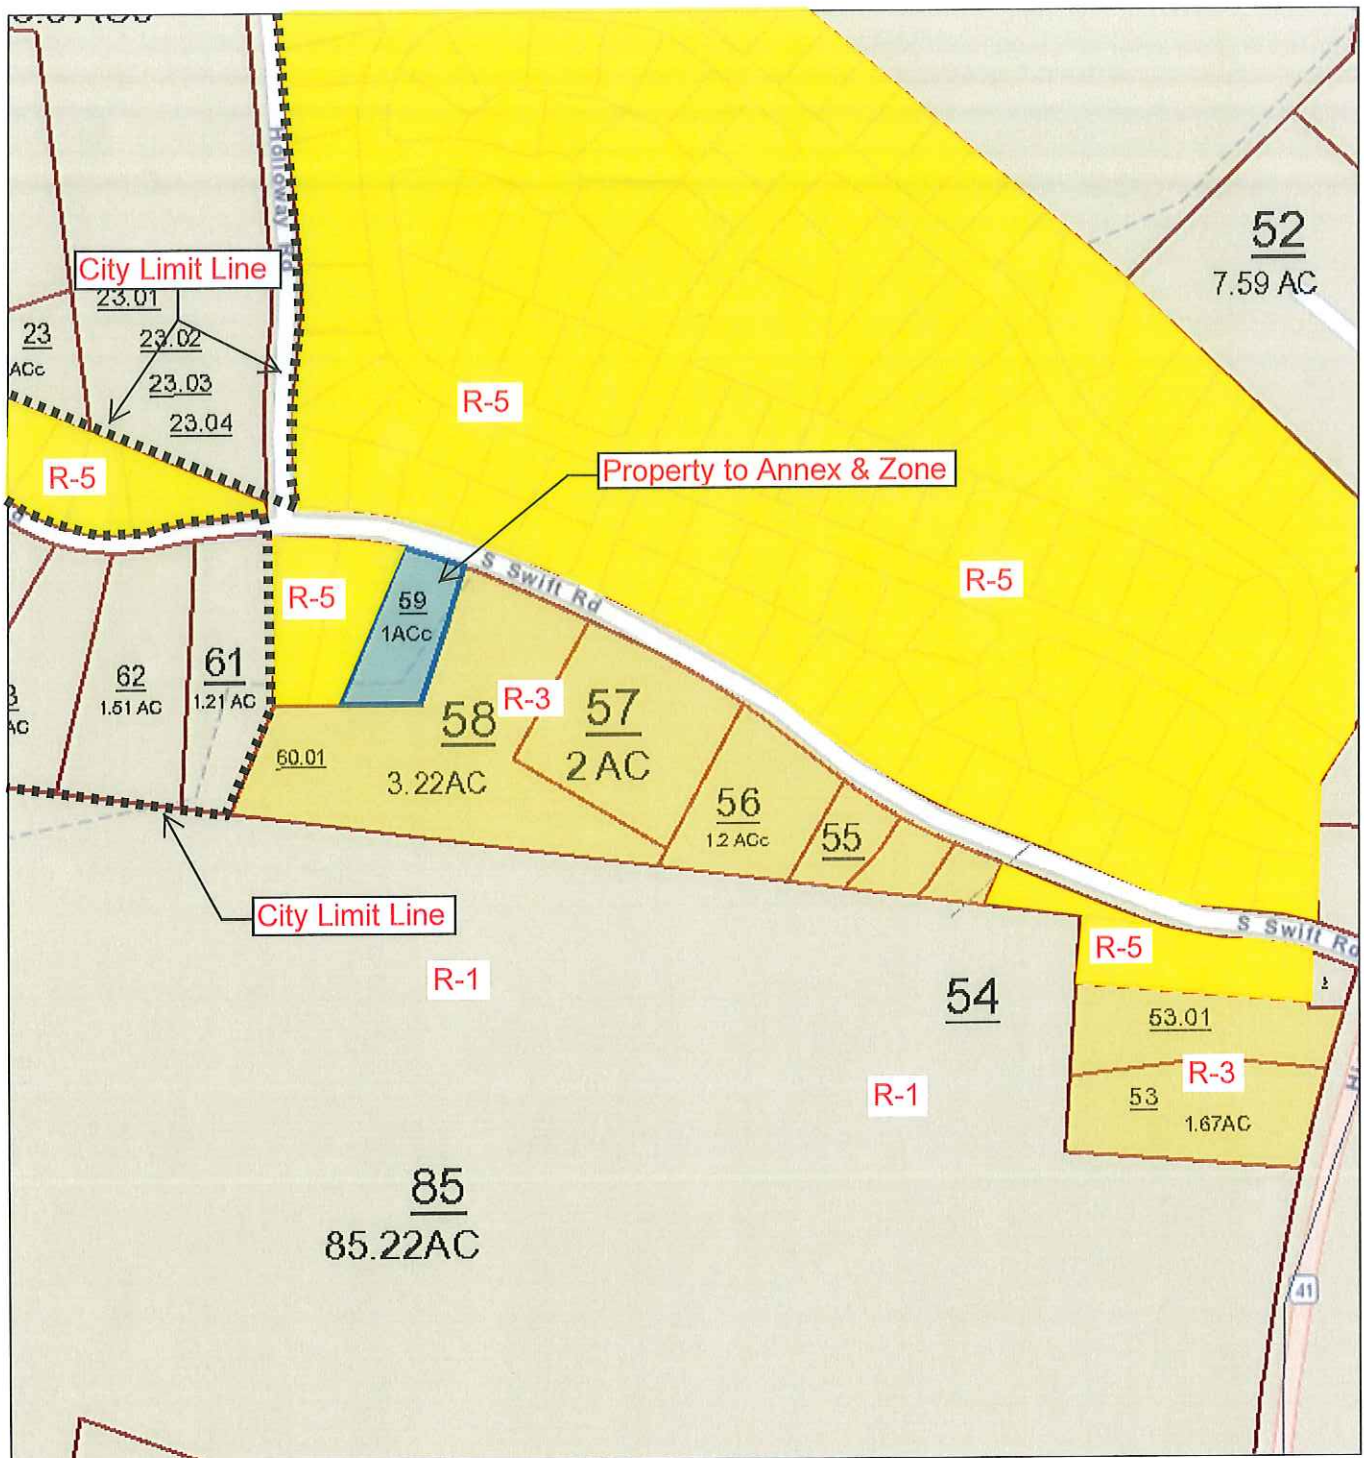 Holloway Rd
52
7.59 AC
City Limit Line
23.01
23
ACc
23.02
23.03
23.04
R-5
R-5
Property to Annex & Zone
R-5
R-5
S Swift Rd
59
1ACc
61
1.21 AC
62
1.51 AC
AC
R-3
57
2 AC
58
3.22AC
60.01
56
1.2 ACc
55
City Limit Line
S Swift Rd
R-5
R-1
54
53.01
R-3
53
1.67AC
R-1
85
85.22AC
41